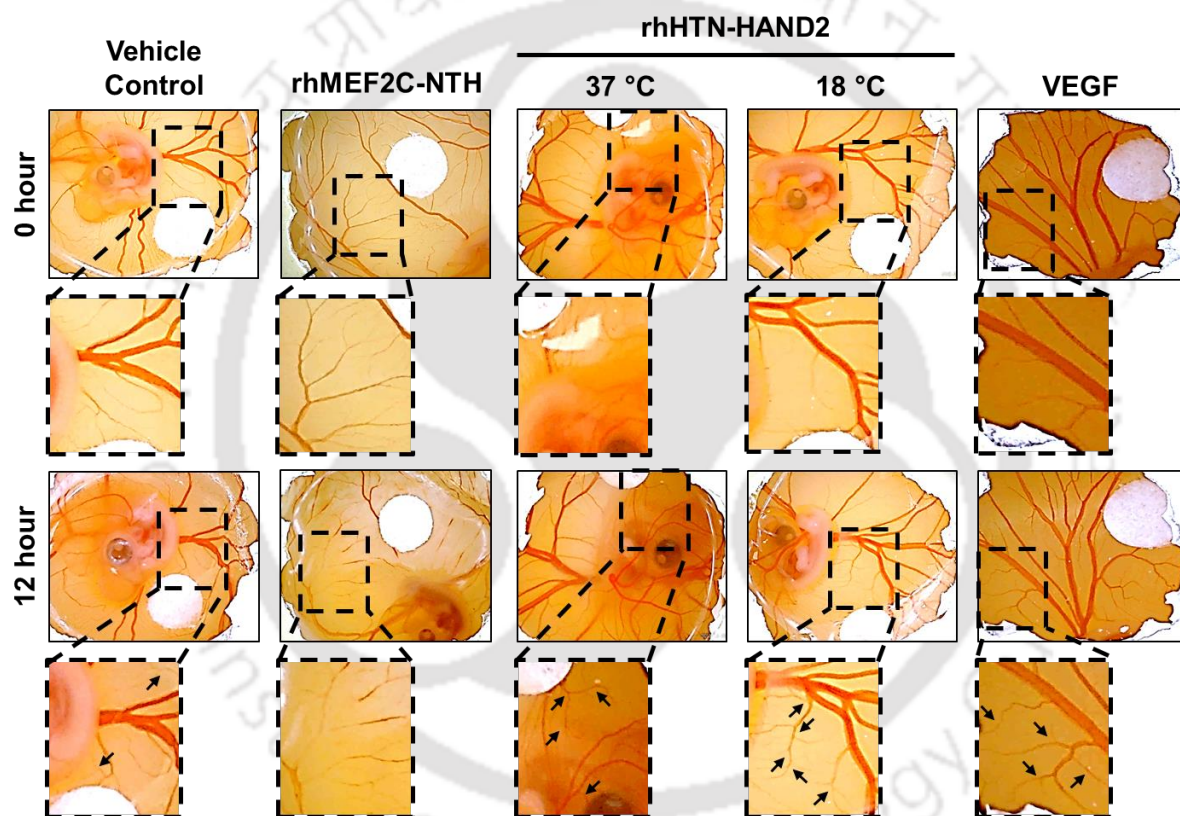 rhHTN-HAND2
Vehicle
Control
rhMEF2C-NTH
37 °C
18 °C
VEGF
0 hour
12 hour